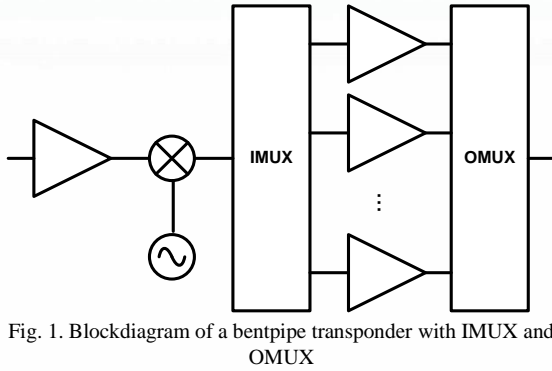 IMUX
OMUX
...
Fig. 1. Blockdiagram of a bentpipe transponder with IMUX and
OMUX